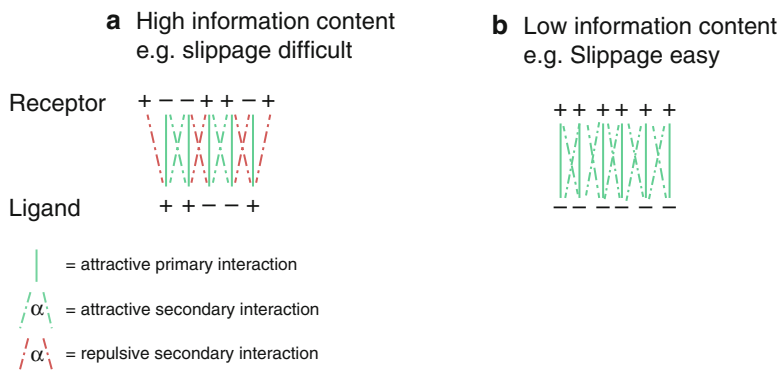 a High information content
e.g. slippage difficult
b Low information content
e.g. Slippage easy
Receptor
+ − − + + − +
+ + + + + +
Ligand
+ + − − +
− − − − − −
= attractive primary interaction
α = attractive secondary interaction
α = repulsive secondary interaction